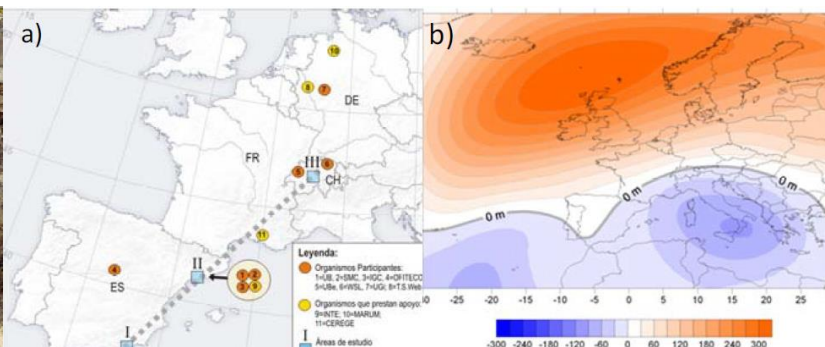 a)
10
8
7
DE
FR
III
6
5
CH
11
4
II
1 2
3 9
ES
I
Leyenda:
Organismos Participantes:
1=UB, 2=SMC, 3=IGC, 4=OFITECO
5=UBe, 6=WSL, 7=UGi, 8=T.S.Web
Organismos que prestan apoyo:
9=INTE; 10=MARUM;
11=CEREGE
I Áreas de estudio
b)
0 m
0 m
0 m
30 -25 -20 -15 -10 -5 0 5 10 15 20 25
-300 -240 -180 -120 -60 0 60 120 180 240 300